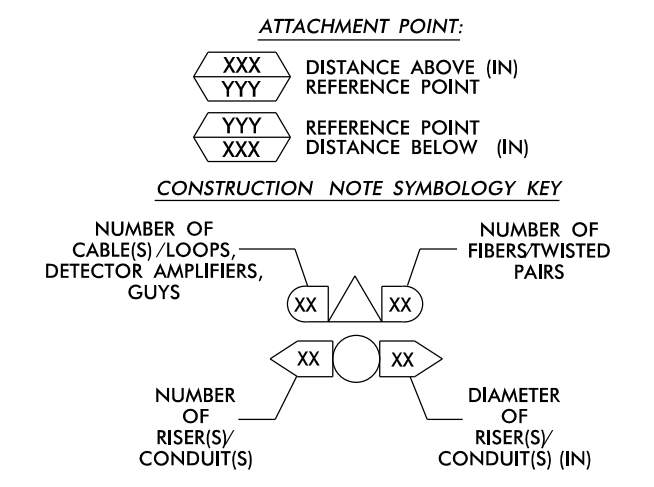 ATTACHMENT POINT:
XXX DISTANCE ABOVE (IN)
YYY REFERENCE POINT
YYY REFERENCE POINT
XXX DISTANCE BELOW (IN)
CONSTRUCTION NOTE SYMBOLOGY KEY
NUMBER OF
CABLE(S)/LOOPS,
DETECTOR AMPLIFIERS,
GUYS
NUMBER OF
FIBERS/TWISTED
PAIRS
XX XX
XX XX
NUMBER
OF
RISER(S)/
CONDUIT(S)
DIAMETER
OF
RISER(S)/
CONDUIT(S) (IN)